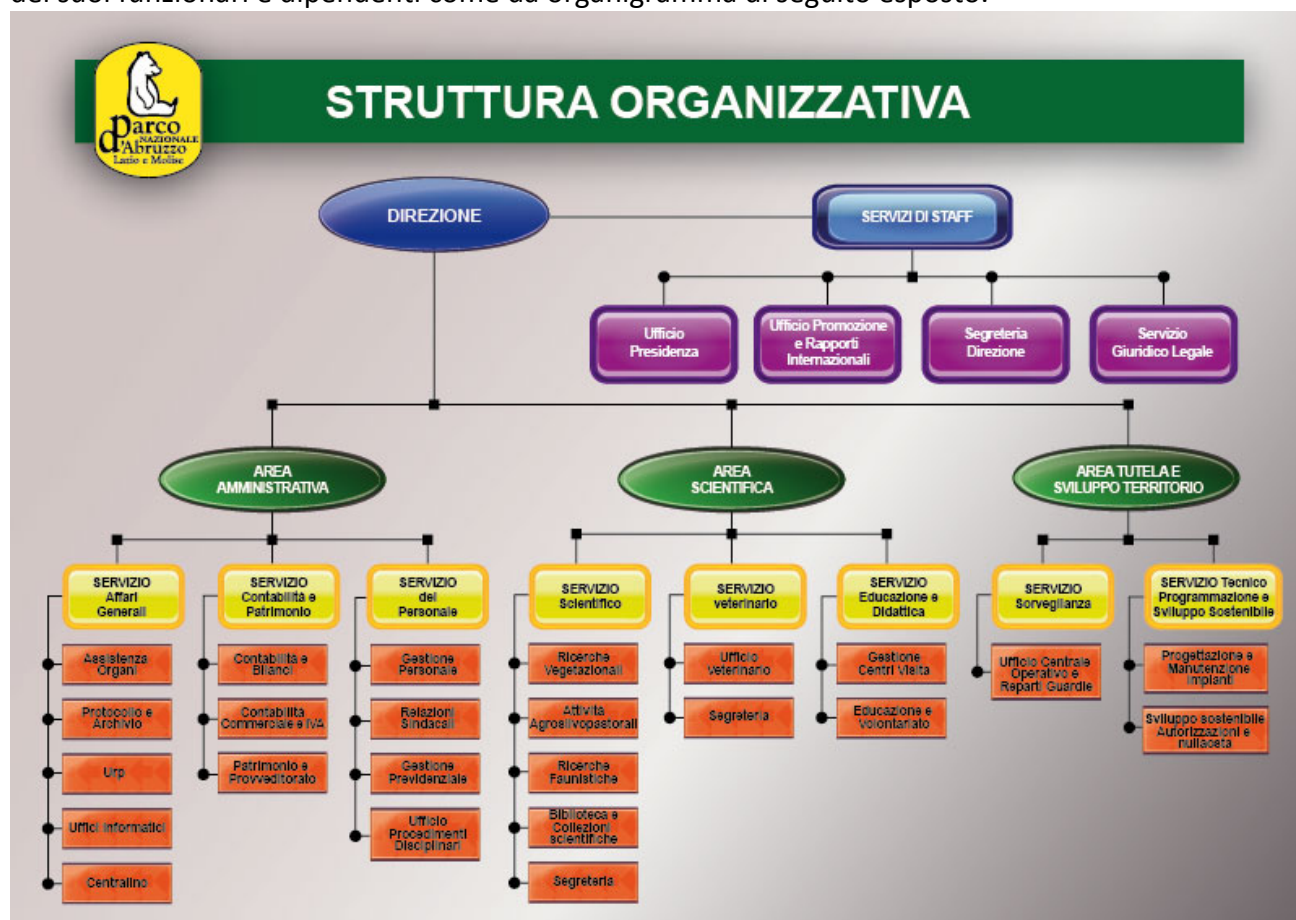 dei suoi funzionari e dipendenti come da organigramma di seguito esposto:
Parco
NAZIONALE
d'Abruzzo
Lazio e Molise
STRUTTURA ORGANIZZATIVA
DIREZIONE
SERVIZI DI STAFF
Ufficio
Presidenza
Ufficio Promozione
e Rapporti
Internazionali
Segreteria
Direzione
Servizio
Giuridico Legale
AREA
AMMINISTRATIVA
AREA
SCIENTIFICA
AREA TUTELA E
SVILUPPO TERRITORIO
SERVIZIO
Affari
Generali
SERVIZIO
Contabilità e
Patrimonio
SERVIZIO
del
Personale
SERVIZIO
Scientifico
SERVIZIO
veterinario
SERVIZIO
Educazione e
Didattica
SERVIZIO
Sorveglianza
SERVIZIO Tecnico
Programmazione e
Sviluppo Sostenibile
Assistenza
Organi
Protocollo e
Archivio
Urp
Uffici Informatici
Centralino
Contabilità e
Bilanci
Contabilità
Commerciale e IVA
Patrimonio e
Provveditorato
Gestione
Personale
Relazioni
Sindacali
Gestione
Previdenziale
Ufficio
Procedimenti
Disciplinari
Ricerche
Vegetazionali
Attività
Agrosilvopastorali
Ricerche
Faunistiche
Biblioteca e
Collezioni
scientifiche
Segreteria
Ufficio
veterinario
Segreteria
Gestione
Centri Visita
Educazione e
Volontariato
Ufficio Centrale
Operativo e
Reparti Guardie
Progettazione e
Manutenzione
Impianti
Sviluppo sostenibile
Autorizzazioni e
nullaosta